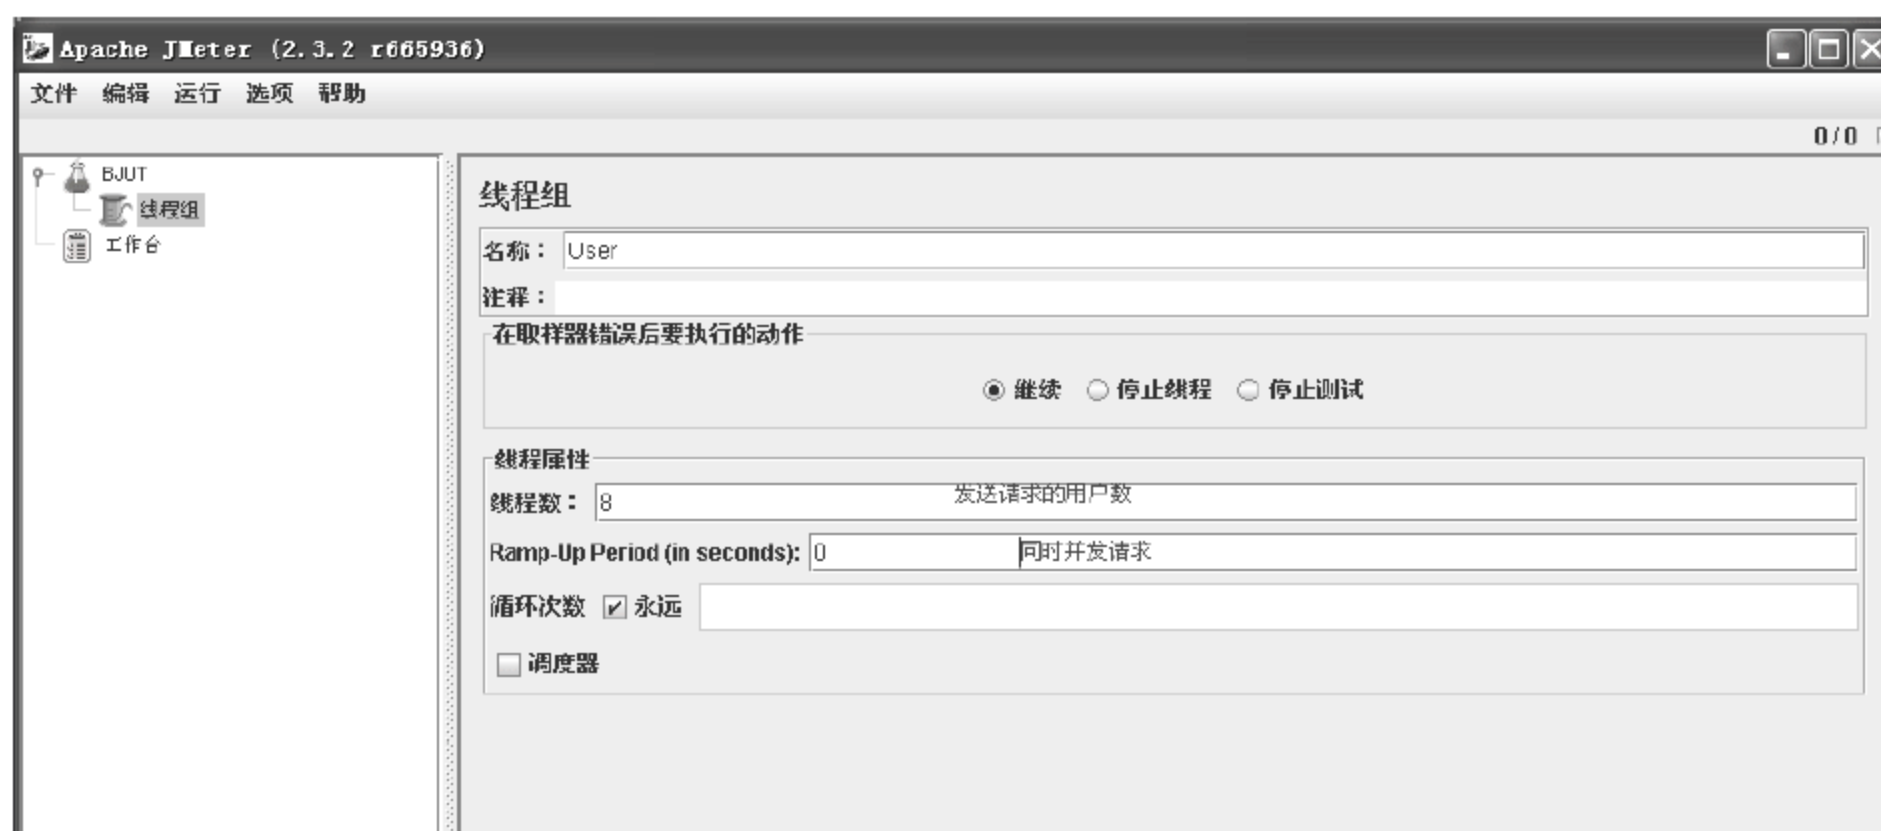 Apache JMeter (2.3.2 r665936)
文件 编辑 运行 选项 帮助
0/0
BJUT
线程组
工作台
线程组
名称： User
注释：
在取样器错误后要执行的动作
继续 停止线程 停止测试
线程属性
线程数： 8 发送请求的用户数
Ramp-Up Period (in seconds): 0 同时并发请求
循环次数 永远
调度器